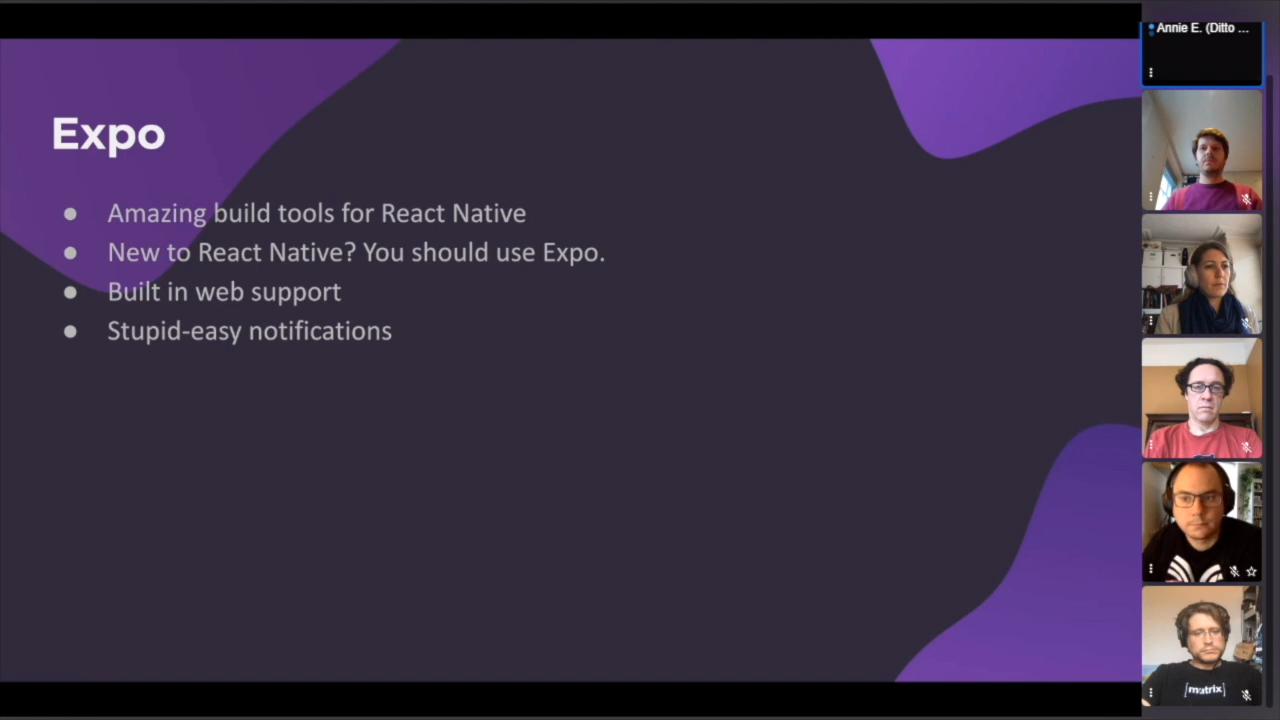 Annie E. (Ditto ...
Expo
Amazing build tools for React Native
New to React Native? You should use Expo.
Built in web support
Stupid-easy notifications
[matrix]